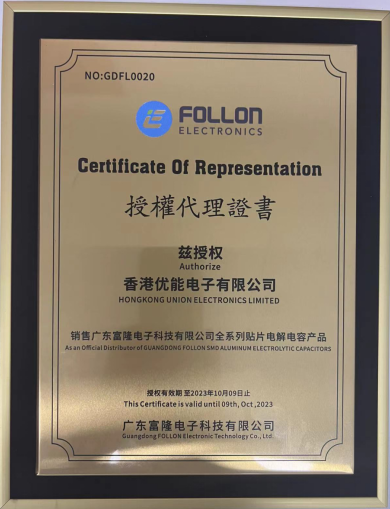 NO:GDFL0020
FOLLON
ELECTRONICS
Certificate Of Representation
授權代理證書
兹授权
Authorize
香港优能电子有限公司
HONGKONG UNION ELECTRONICS LIMITED
销售广东富隆电子科技有限公司全系列贴片电解电容产品
As an Official Distributor of GUANGDONG FOLLON SMD ALUMINUM ELECTROLYTIC CAPACITORS
授权有效期 至2023年10月09日止
This Certificate is valid until 09th, Oct ,2023
广东富隆电子科技有限公司
Guangdong FOLLON Electronic Technology Co., Ltd.